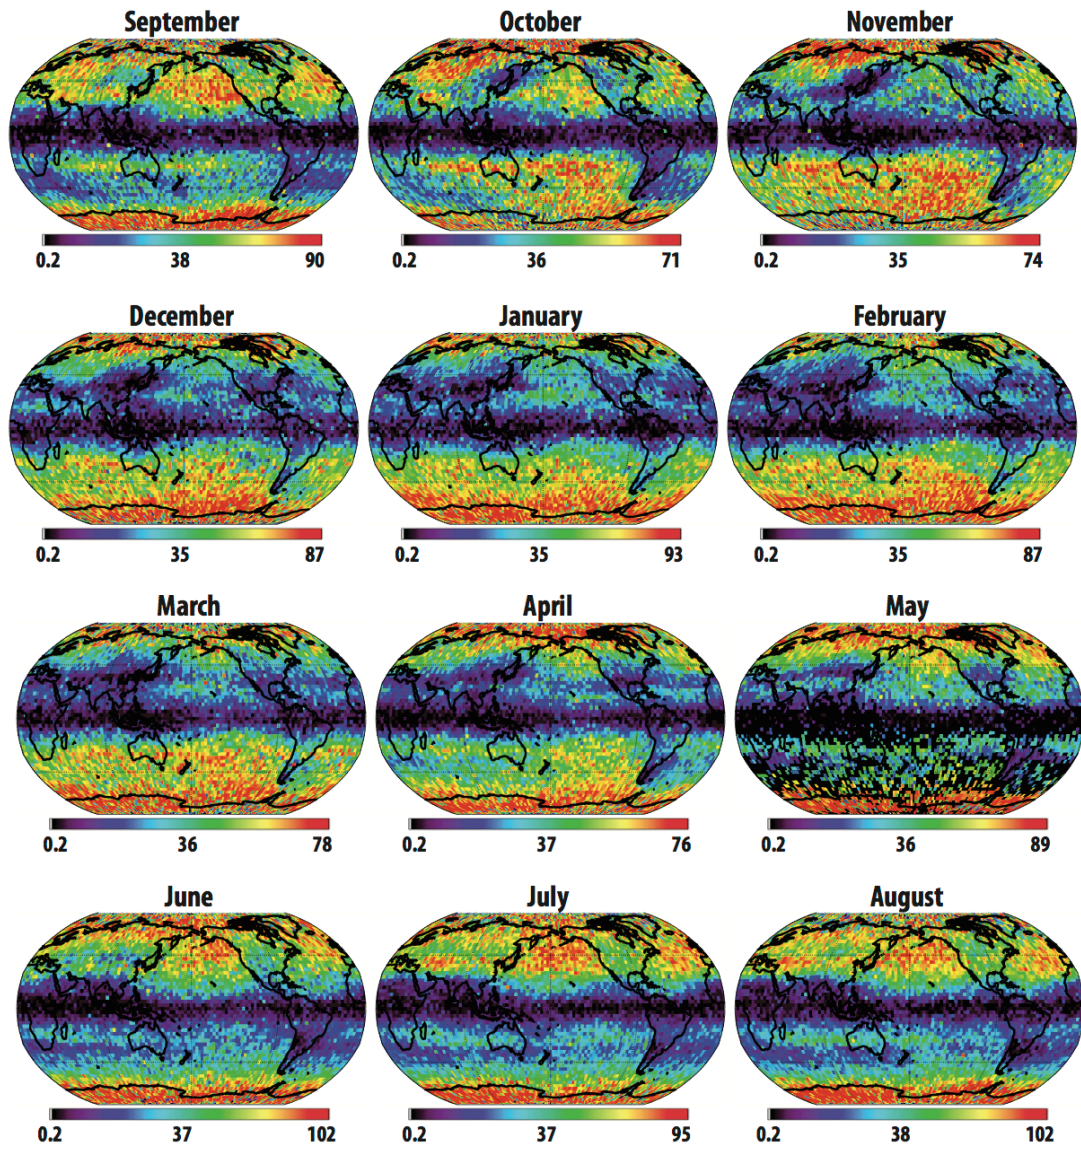 September October November
0.2 38 90 0.2 36 71 0.2 35 74
December January February
0.2 35 87 0.2 35 93 0.2 35 87
March April May
0.2 36 78 0.2 37 76 0.2 36 89
June July August
0.2 37 102 0.2 37 95 0.2 38 102